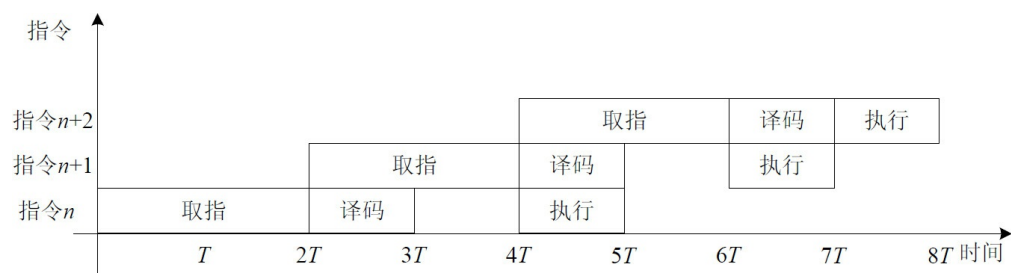 指令
指令n+2 取指 译码 执行
指令n+1 取指 译码 执行
指令n 取指 译码 执行
T 2T 3T 4T 5T 6T 7T 8T 时间